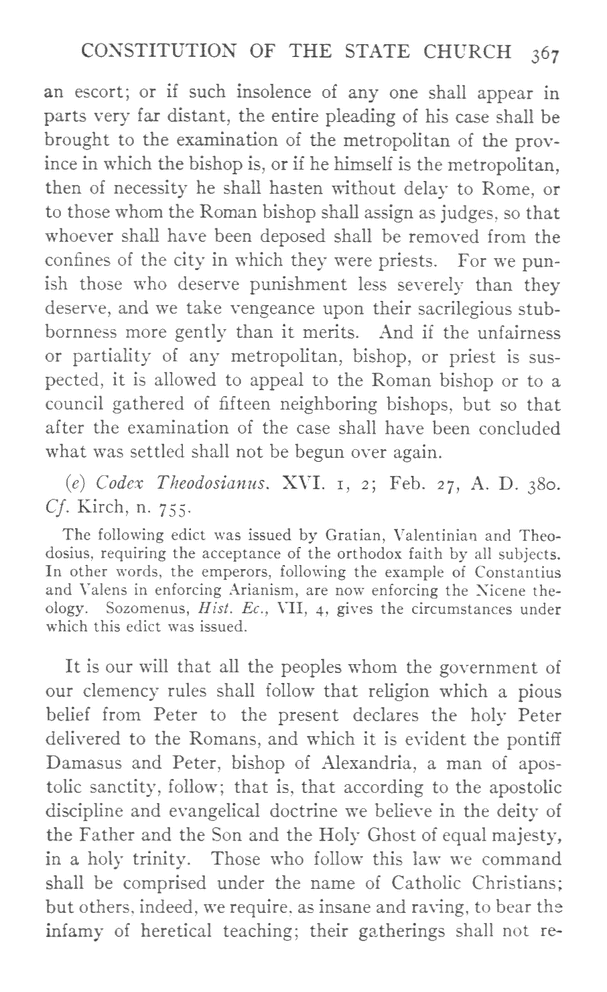 CONSTITUTION OF THE STATE CHURCH 367
an escort; or if such insolence of any one shall appear in
parts very far distant, the entire pleading of his case shall be
brought to the examination of the metropolitan of the prov-
ince in which the bishop is, or if he himself is the metropolitan,
then of necessity he shall hasten without delay to Rome, or
to those whom the Roman bishop shall assign as judges, so that
whoever shall have been deposed shall be removed from the
confines of the city in which they were priests. For we pun-
ish those who deserve punishment less severely than they
deserve, and we take vengeance upon their sacrilegious stub-
bornness more gently than it merits. And if the unfairness
or partiality of any metropolitan, bishop, or priest is sus-
pected, it is allowed to appeal to the Roman bishop or to a
council gathered of fifteen neighboring bishops, but so that
after the examination of the case shall have been concluded
what was settled shall not be begun over again.
(e) Codex Theodosianus. XVI. 1, 2; Feb. 27, A. D. 380.
Cf. Kirch, n. 755.
The following edict was issued by Gratian, Valentinian and Theo-
dosius, requiring the acceptance of the orthodox faith by all subjects.
In other words, the emperors, following the example of Constantius
and Valens in enforcing Arianism, are now enforcing the Nicene the-
ology. Sozomenus, Hist. Ec., VII, 4, gives the circumstances under
which this edict was issued.
It is our will that all the peoples whom the government of
our clemency rules shall follow that religion which a pious
belief from Peter to the present declares the holy Peter
delivered to the Romans, and which it is evident the pontiff
Damasus and Peter, bishop of Alexandria, a man of apos-
tolic sanctity, follow; that is, that according to the apostolic
discipline and evangelical doctrine we believe in the deity of
the Father and the Son and the Holy Ghost of equal majesty,
in a holy trinity. Those who follow this law we command
shall be comprised under the name of Catholic Christians;
but others, indeed, we require, as insane and raving, to bear the
infamy of heretical teaching; their gatherings shall not re-